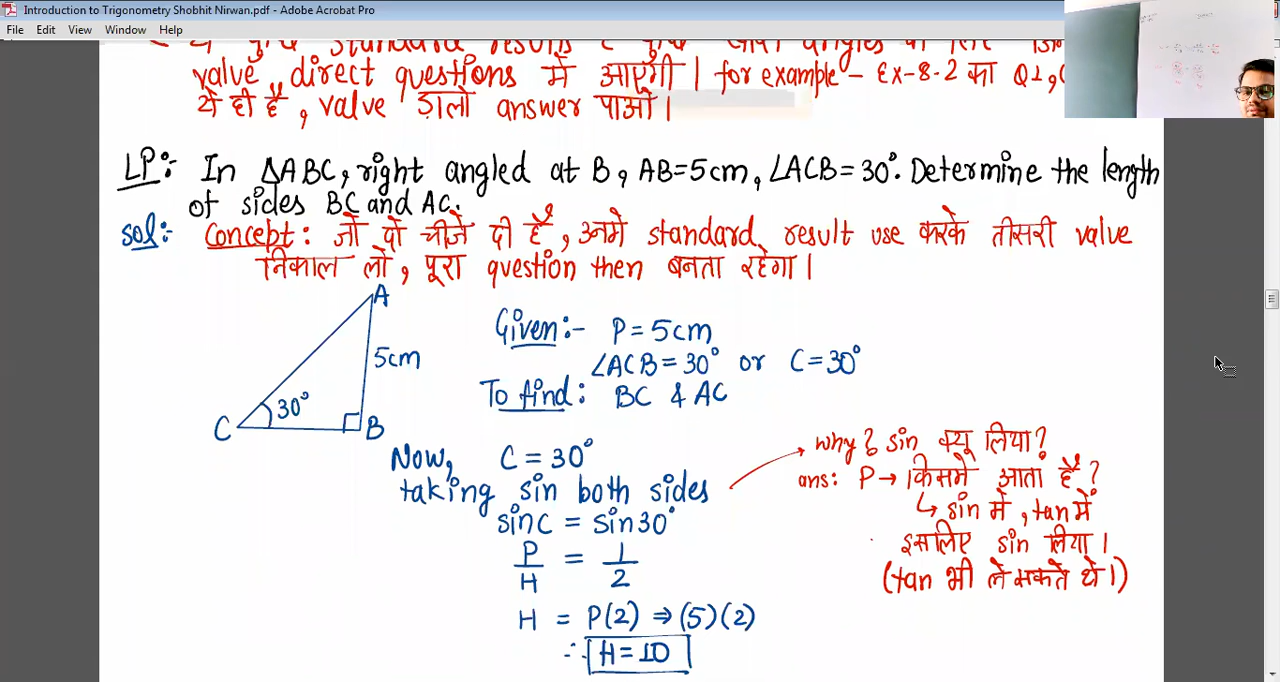 Introduction to Trigonometry Shobhit Nirwan.pdf - Adobe Acrobat Pro
File Edit View Window Help
standard results
value, direct questions में आएगी। for example - Ex-8.2 का Q1,
ये ही है, value डालो answer पाओ।
LP:- In ΔABC, right angled at B, AB=5cm, ∠ACB = 30°. Determine the length
of sides BC and AC.
Sol:- Concept: जो दो चीजे दी है, उनमे standard result use करके तीसरी value
निकाल लो, पूरा question then बनता रहेगा।
A
5cm
30°
C
B
Given:- P = 5cm
∠ACB = 30° or C = 30°
To find: BC & AC
Now, C = 30°
taking sin both sides
sinC = sin30°
P/H = 1/2
H = P(2) ⇒ (5)(2)
∴ H = 10
why? sin क्यू लिया?
ans: P → किसमे आता है?
↳ sin में, tan में
इसलिए sin लिया।
(tan भी ले सकते थे।)